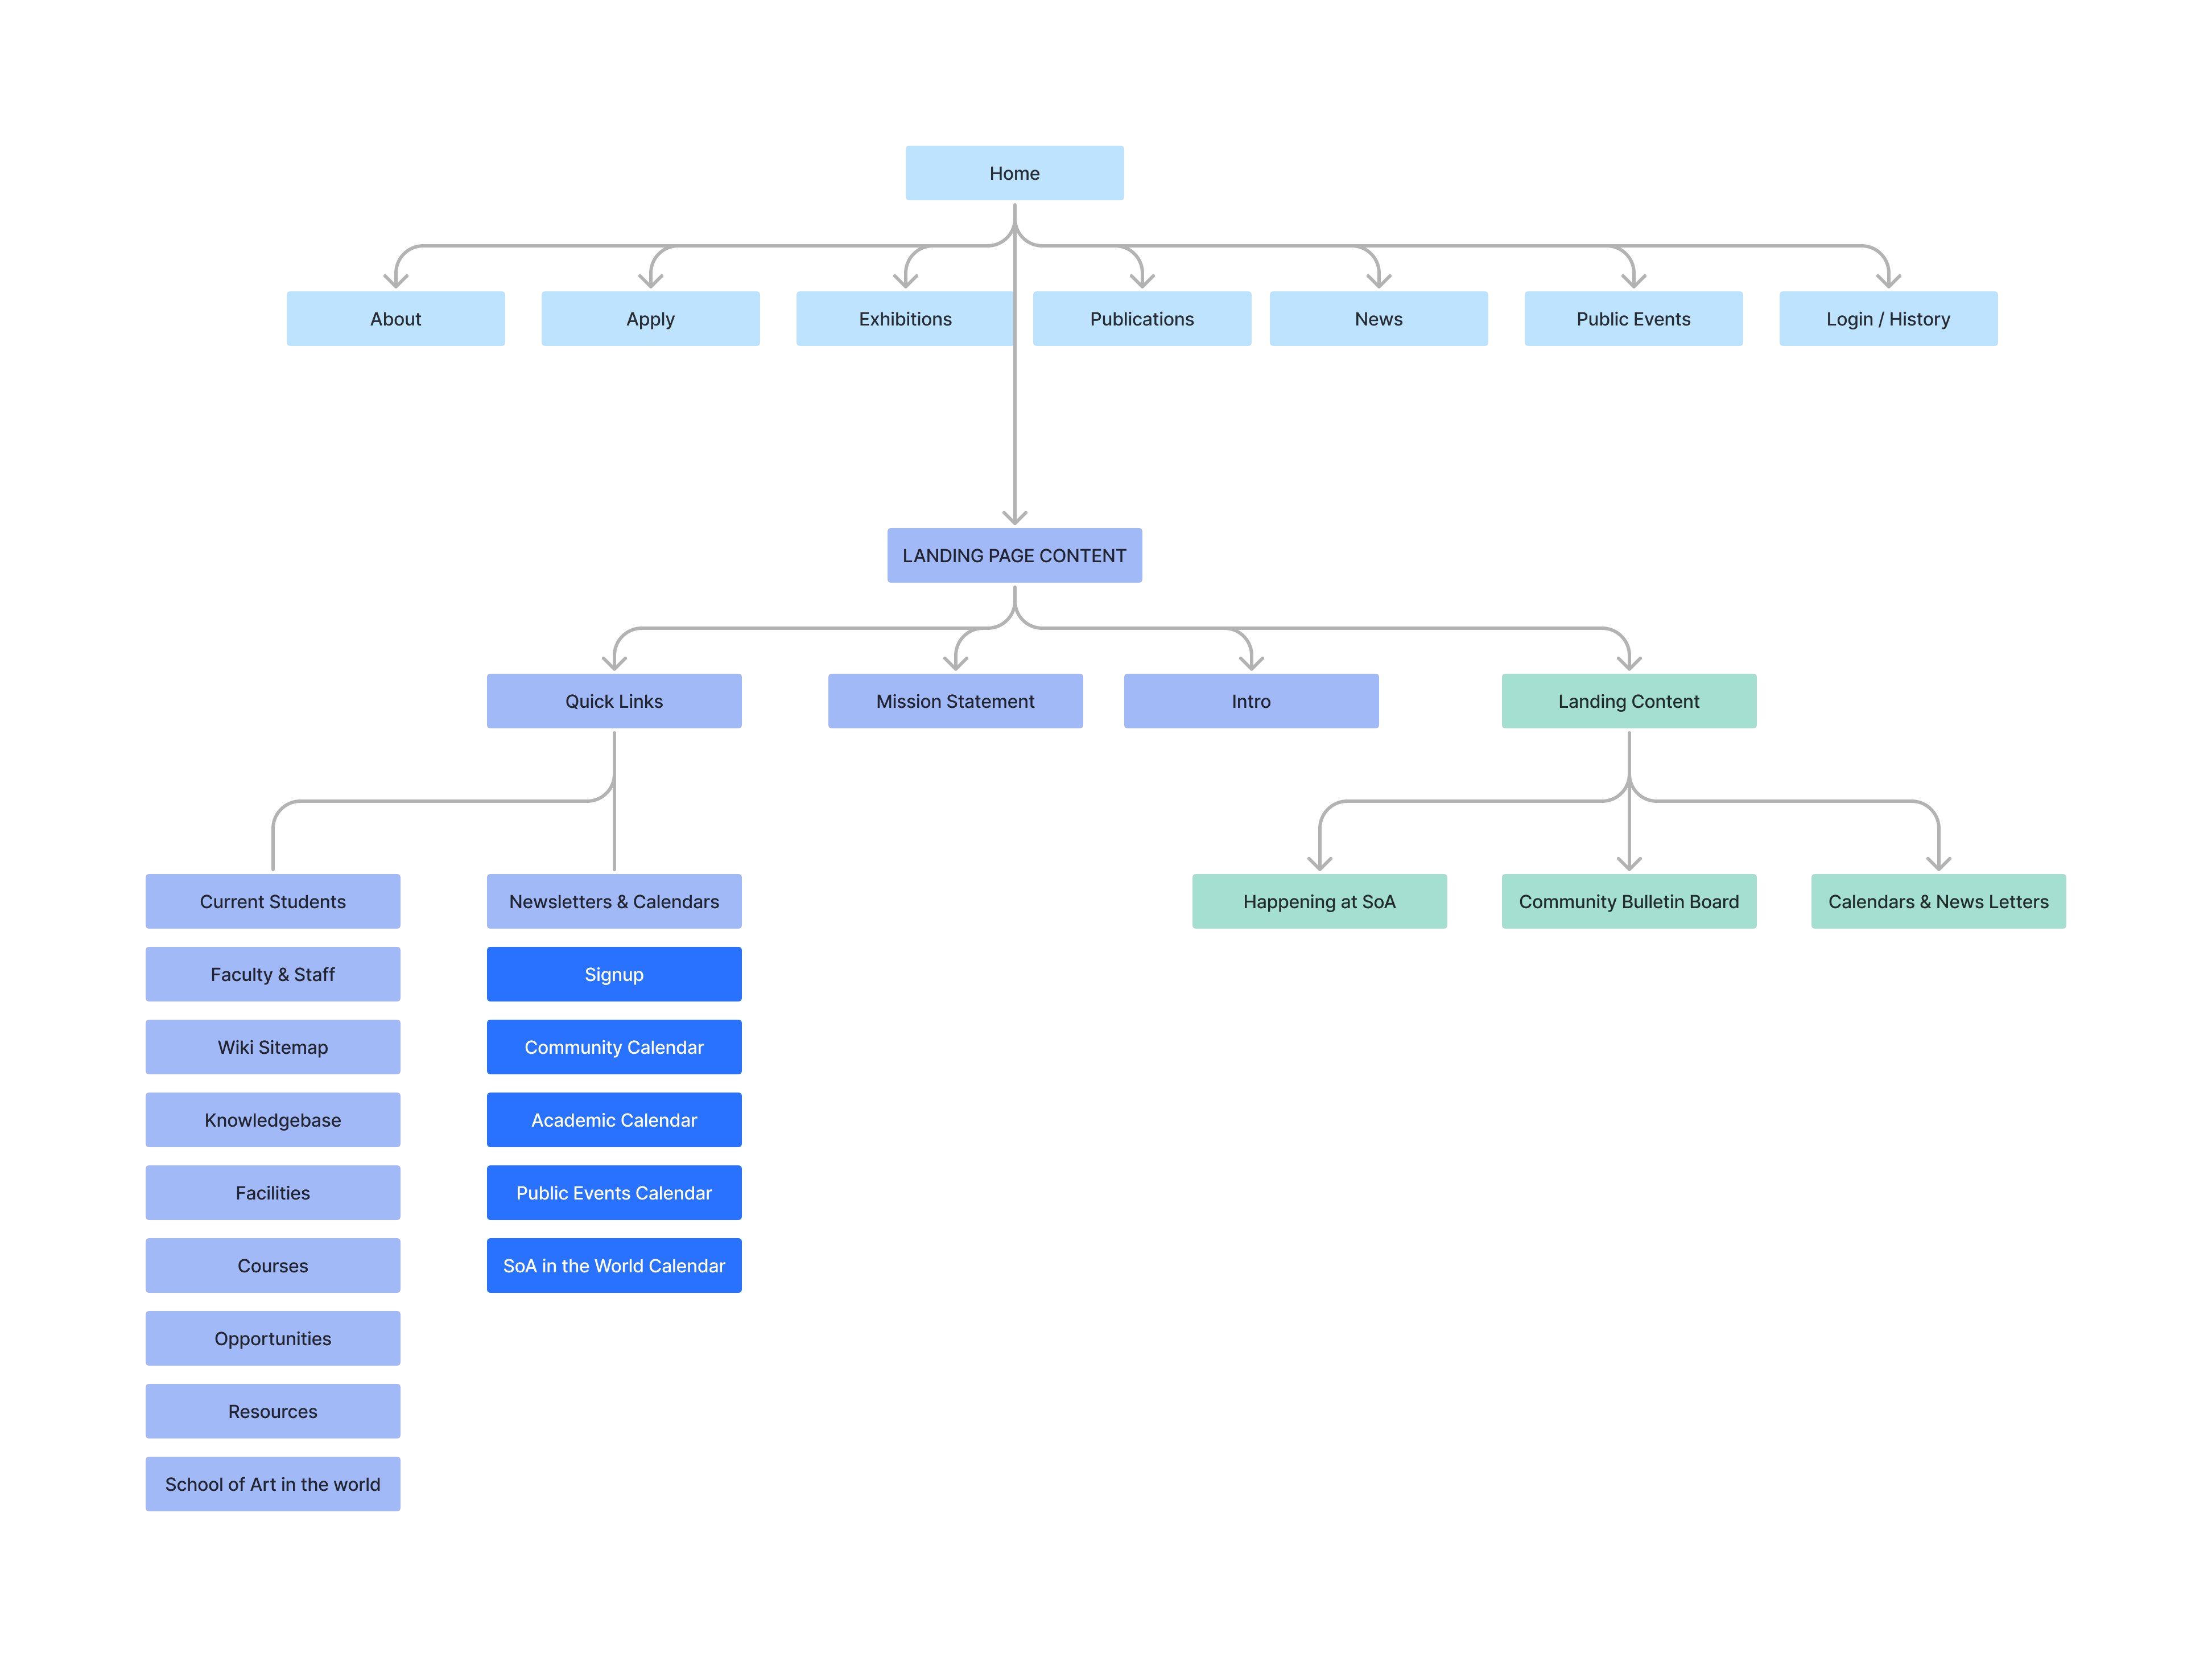 Home
About
Apply
Exhibitions
Publications
News
Public Events
Login / History
LANDING PAGE CONTENT
Quick Links
Mission Statement
Intro
Landing Content
Current Students
Faculty & Staff
Wiki Sitemap
Knowledgebase
Facilities
Courses
Opportunities
Resources
School of Art in the world
Newsletters & Calendars
Signup
Community Calendar
Academic Calendar
Public Events Calendar
SoA in the World Calendar
Happening at SoA
Community Bulletin Board
Calendars & News Letters